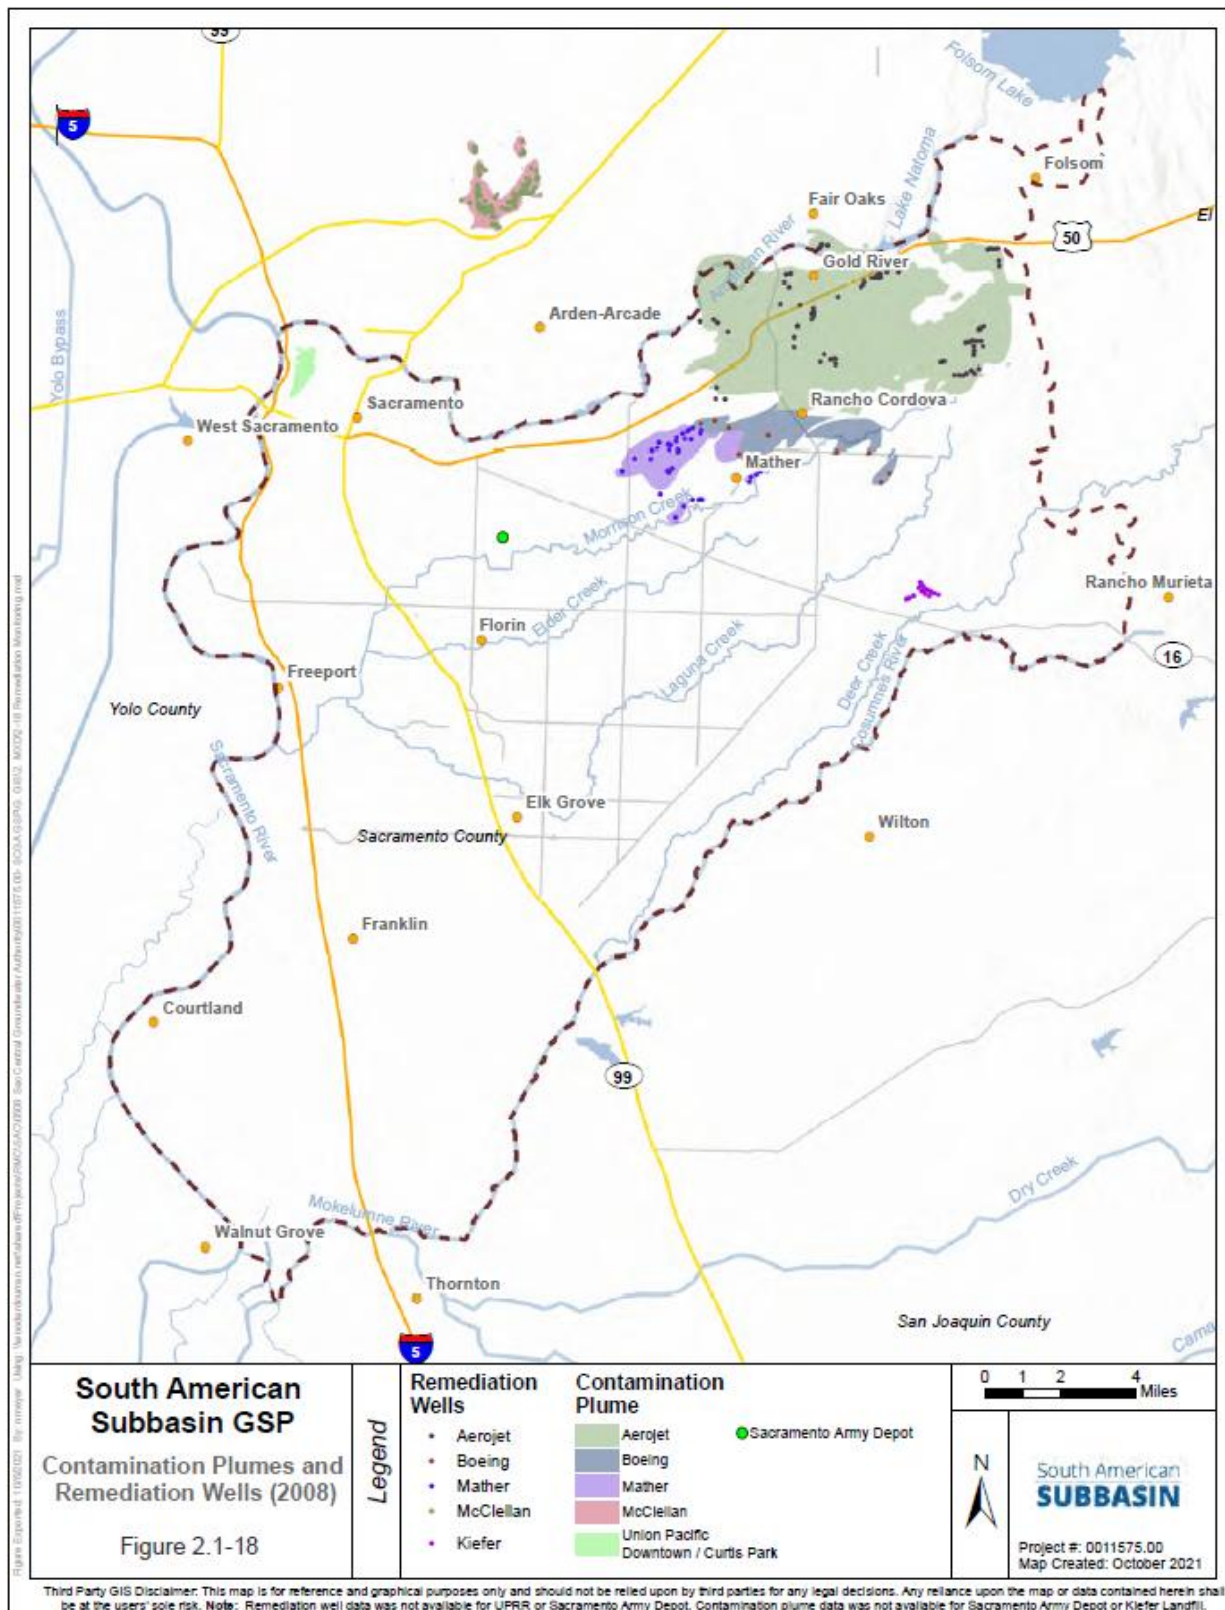 99
5
Folsom Lake
Lake Natoma
Folsom
Fair Oaks
El
50
American River
Gold River
Arden-Arcade
Yolo Bypass
Rancho Cordova
Sacramento
West Sacramento
Mather
Morrison Creek
Rancho Murieta
Elder Creek
Florin
Laguna Creek
Deer Creek
Cosumnes River
16
Freeport
Yolo County
Sacramento River
Elk Grove
Wilton
Sacramento County
Franklin
Courtland
99
Dry Creek
Mokelumne River
Walnut Grove
Thornton
San Joaquin County
5
South American
Subbasin GSP
Contamination Plumes and
Remediation Wells (2008)
Figure 2.1-18
Legend
Remediation
Wells
Aerojet
Boeing
Mather
McClellan
Kiefer
Contamination
Plume
Aerojet
Boeing
Mather
McClellan
Union Pacific
Downtown / Curtis Park
Sacramento Army Depot
0 1 2 4
Miles
N
South American
SUBBASIN
Project #: 0011575.00
Map Created: October 2021
Third Party GIS Disclaimer: This map is for reference and graphical purposes only and should not be relied upon by third parties for any legal decisions. Any reliance upon the map or data contained herein shall
be at the users' sole risk. Note: Remediation well data was not available for UPRR or Sacramento Army Depot. Contamination plume data was not available for Sacramento Army Depot or Kiefer Landfill.